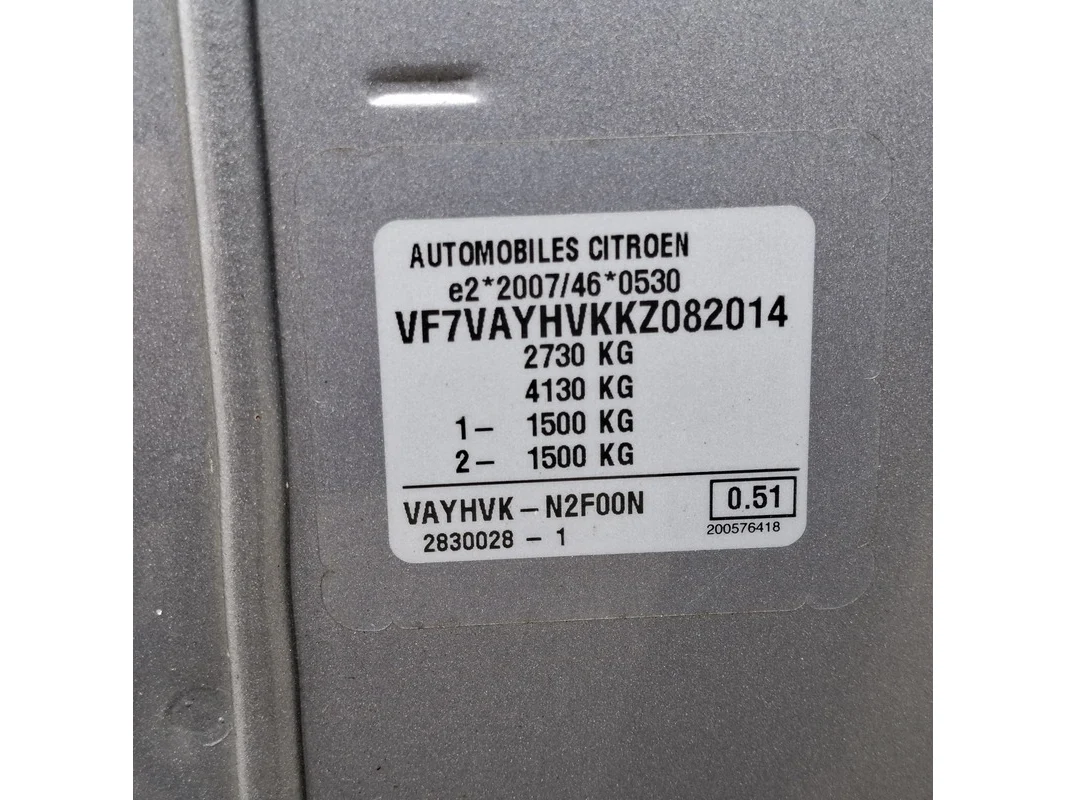 AUTOMOBILES CITROEN
e2*2007/46*0530
VF7VAYHVKKZ082014
2730 KG
4130 KG
1– 1500 KG
2– 1500 KG
VAYHVK – N2F00N 0.51
2830028 – 1 200576418